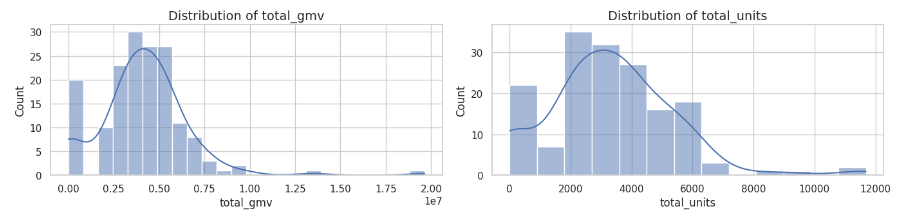 Distribution of total_gmv
Count
30
25
20
15
10
5
0
0.00 0.25 0.50 0.75 1.00 1.25 1.50 1.75 2.00
1e7
total_gmv
Distribution of total_units
Count
30
20
10
0
0 2000 4000 6000 8000 10000 12000
total_units